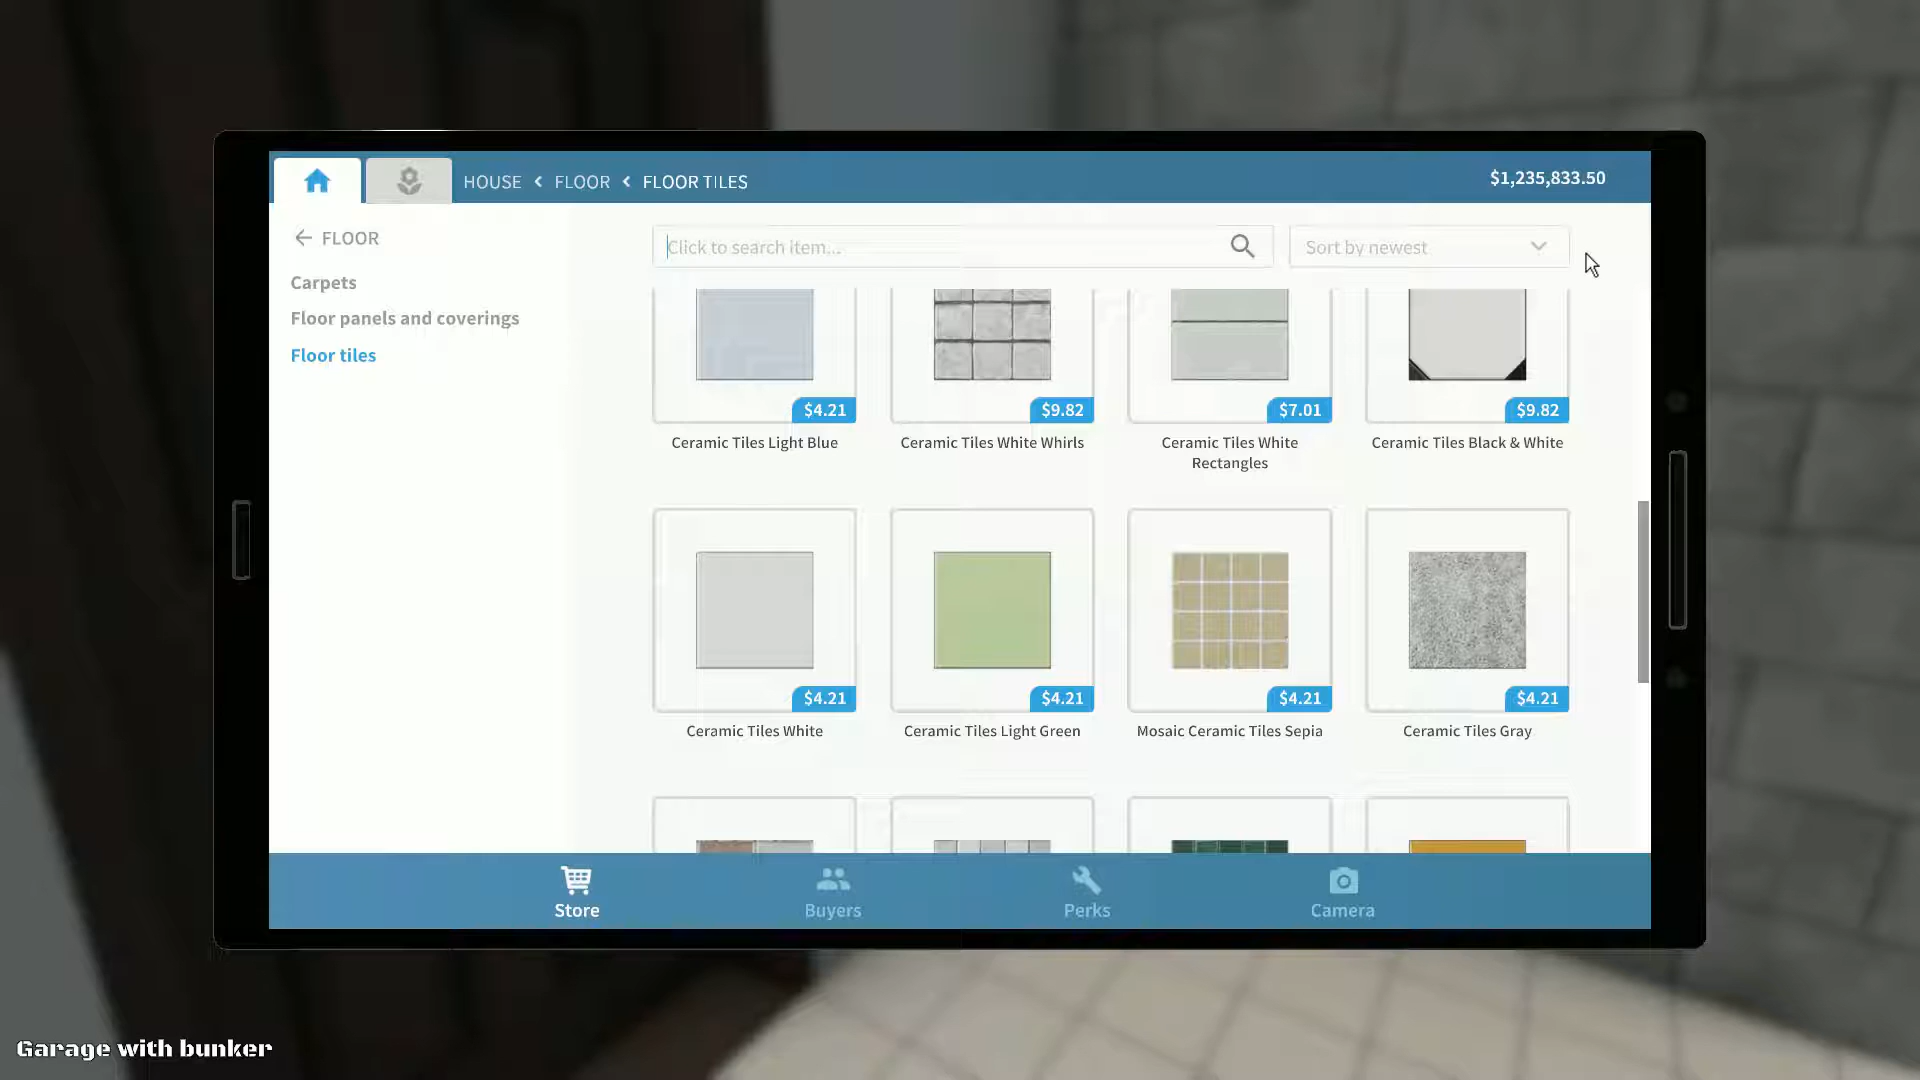 HOUSE < FLOOR < FLOOR TILES
$1,235,833.50
FLOOR
Click to search item...
Sort by newest
Carpets
Floor panels and coverings
Floor tiles
$4.21
$9.82
$7.01
$9.82
Ceramic Tiles Light Blue
Ceramic Tiles White Whirls
Ceramic Tiles White
Rectangles
Ceramic Tiles Black & White
$4.21
$4.21
$4.21
$4.21
Ceramic Tiles White
Ceramic Tiles Light Green
Mosaic Ceramic Tiles Sepia
Ceramic Tiles Gray
Store
Buyers
Perks
Camera
Garage with bunker